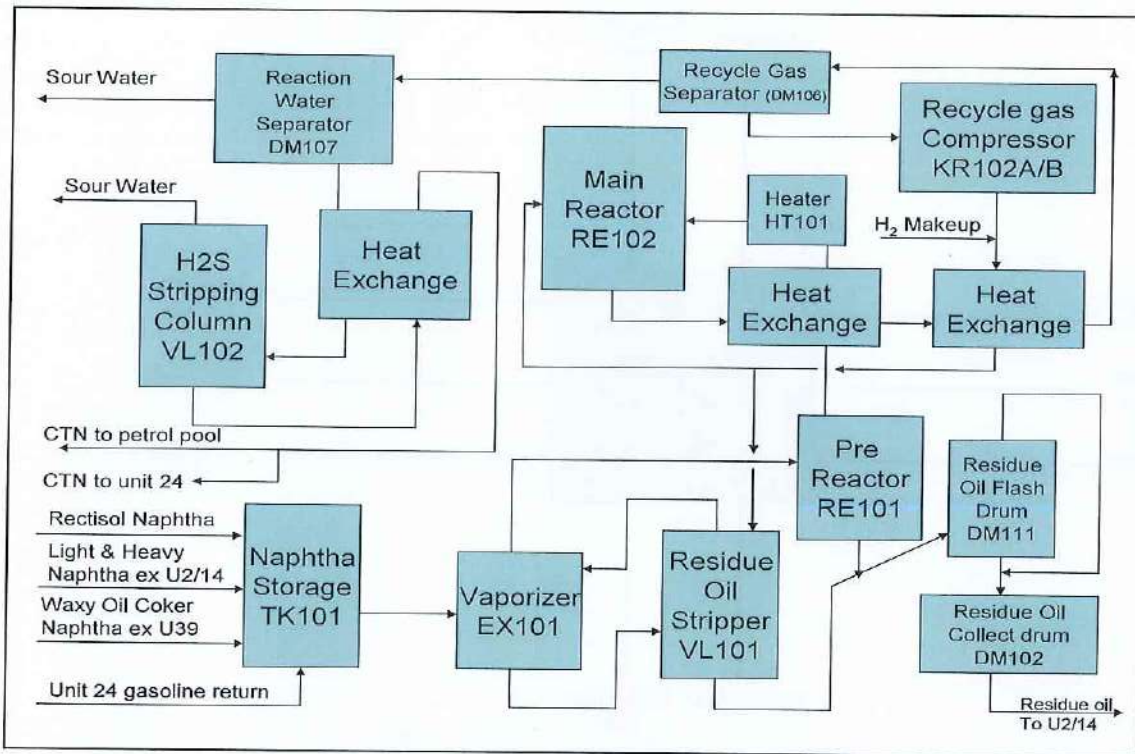 Sour Water
Reaction
Water
Separator
DM107
Recycle Gas
Separator (DM106)
Recycle gas
Compressor
KR102A/B
Sour Water
H2S
Stripping
Column
VL102
Heat
Exchange
Main
Reactor
RE102
Heater
HT101
H₂ Makeup
Heat
Exchange
Heat
Exchange
CTN to petrol pool
CTN to unit 24
Rectisol Naphtha
Light & Heavy
Naphtha ex U2/14
Waxy Oil Coker
Naphtha ex U39
Unit 24 gasoline return
Naphtha
Storage
TK101
Vaporizer
EX101
Residue
Oil
Stripper
VL101
Pre
Reactor
RE101
Residue
Oil Flash
Drum
DM111
Residue Oil
Collect drum
DM102
Residue oil
To U2/14